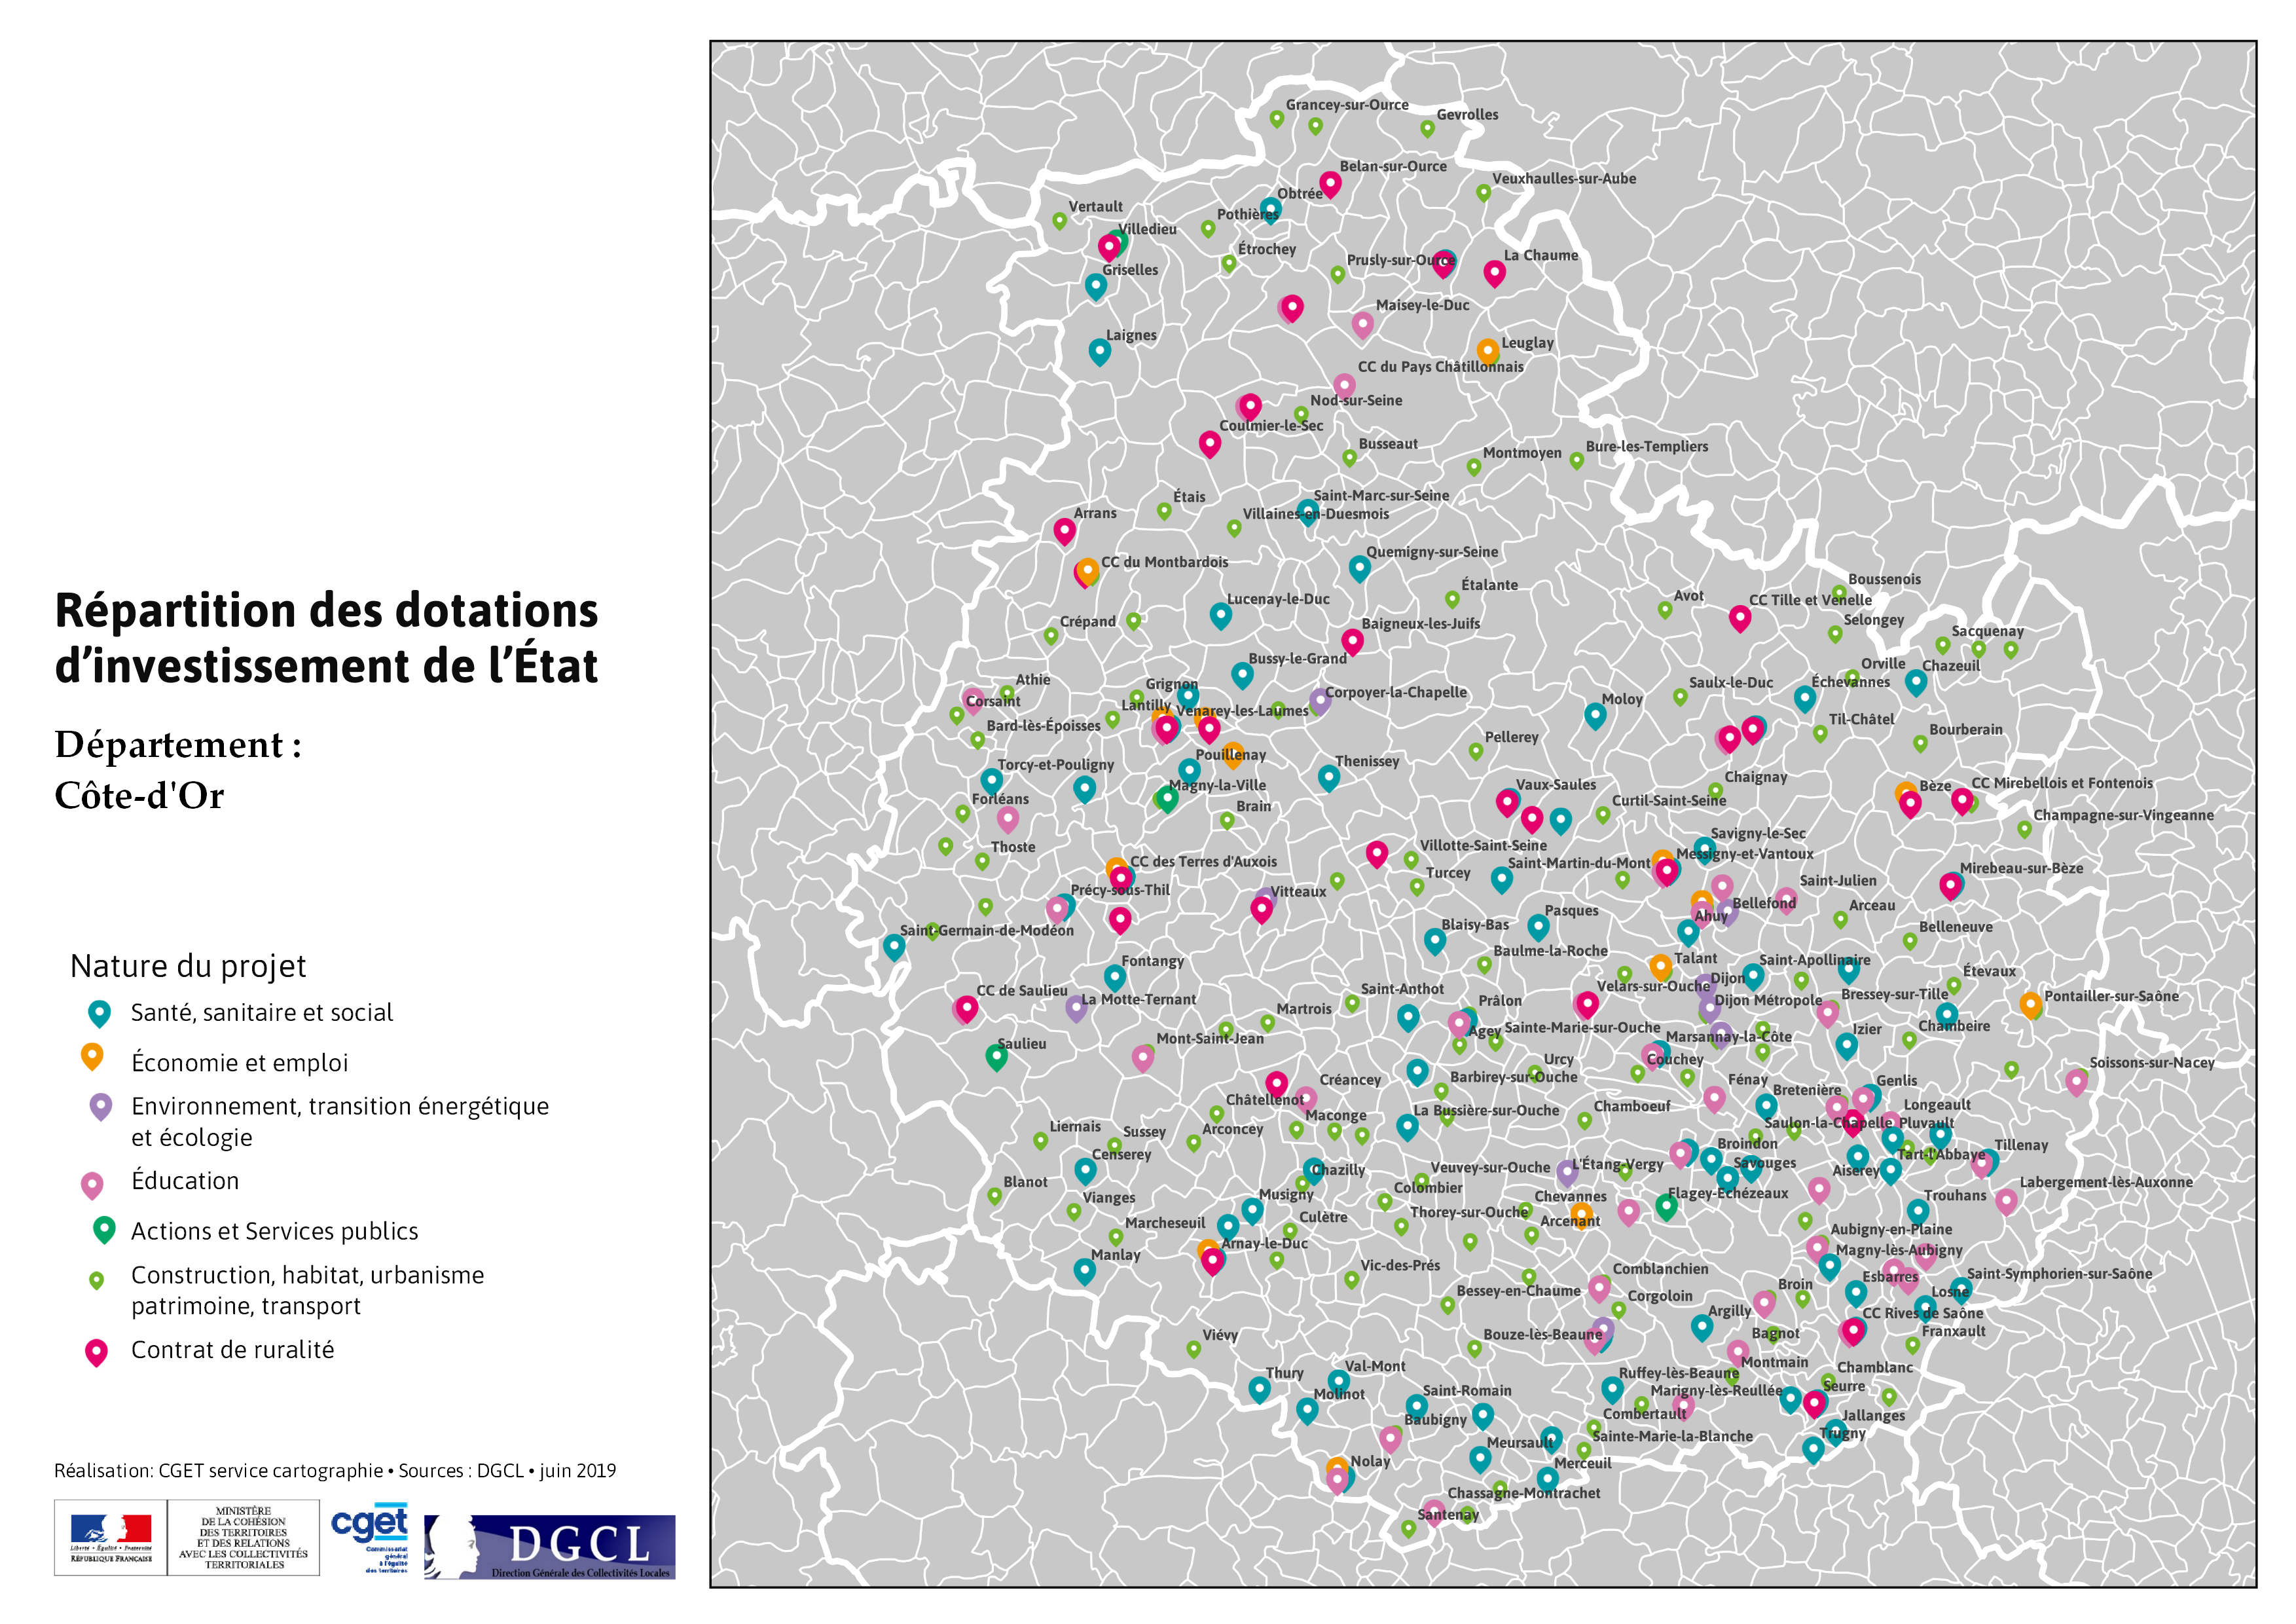 Répartition des dotations
d’investissement de l’État
Département :
Côte-d'Or
Nature du projet
Santé, sanitaire et social
Économie et emploi
Environnement, transition énergétique
et écologie
Éducation
Actions et Services publics
Construction, habitat, urbanisme
patrimoine, transport
Contrat de ruralité
Réalisation: CGET service cartographie • Sources : DGCL • juin 2019
Liberté • Égalité • Fraternité
RÉPUBLIQUE FRANÇAISE
MINISTÈRE
DE LA COHÉSION
DES TERRITOIRES
ET DES RELATIONS
AVEC LES COLLECTIVITÉS
TERRITORIALES
cget
Commissariat
général
à l'égalité
des territoires
DGCL
Direction Générale des Collectivités Locales
Grancey-sur-Ource
Gevrolles
Belan-sur-Ource
Veuxhaulles-sur-Aube
Obtrée
Vertault
Pothières
Villedieu
Étrochey
La Chaume
Prusly-sur-Ource
Griselles
Maisey-le-Duc
Laignes
Leuglay
CC du Pays Châtillonnais
Nod-sur-Seine
Coulmier-le-Sec
Busseaut
Bure-les-Templiers
Montmoyen
Étais
Saint-Marc-sur-Seine
Arrans
Villaines-en-Duesmois
Quemigny-sur-Seine
CC du Montbardois
Boussenois
Étalante
Avot
Lucenay-le-Duc
CC Tille et Venelle
Crépand
Baigneux-les-Juifs
Selongey
Sacquenay
Bussy-le-Grand
Orville
Chazeuil
Athie
Grignon
Saulx-le-Duc
Échevannes
Corpoyer-la-Chapelle
Corsaint
Lantilly
Venarey-les-Laumes
Moloy
Til-Châtel
Bard-lès-Époisses
Bourberain
Pellerey
Pouillenay
Torcy-et-Pouligny
Thenissey
Chaignay
Magny-la-Ville
Vaux-Saules
Bèze
CC Mirebellois et Fontenois
Forléans
Brain
Curtil-Saint-Seine
Champagne-sur-Vingeanne
Savigny-le-Sec
Thoste
Villotte-Saint-Seine
Messigny-et-Vantoux
CC des Terres d'Auxois
Saint-Martin-du-Mont
Mirebeau-sur-Bèze
Turcey
Saint-Julien
Précy-sous-Thil
Vitteaux
Bellefond
Arceau
Pasques
Ahuy
Saint-Germain-de-Modéon
Blaisy-Bas
Belleneuve
Baulme-la-Roche
Fontangy
Talant
Saint-Apollinaire
Étevaux
Dijon
CC de Saulieu
La Motte-Ternant
Saint-Anthot
Velars-sur-Ouche
Bressey-sur-Tille
Pontailler-sur-Saône
Martrois
Prâlon
Dijon Métropole
Agey
Sainte-Marie-sur-Ouche
Izier
Chambeire
Mont-Saint-Jean
Marsannay-la-Côte
Saulieu
Urcy
Couchey
Soissons-sur-Nacey
Créancey
Barbirey-sur-Ouche
Fénay
Genlis
Bretenière
Châtellenot
Chamboeuf
Longeault
Maconge
La Bussière-sur-Ouche
Saulon-la-Chapelle
Pluvault
Liernais
Sussey
Arconcey
Broindon
Tillenay
Censerey
Tart-l'Abbaye
Chazilly
Veuvey-sur-Ouche
L'Étang-Vergy
Savouges
Aiserey
Blanot
Colombier
Labergement-lès-Auxonne
Vianges
Musigny
Chevannes
Flagey-Echézeaux
Trouhans
Marcheseuil
Culètre
Thorey-sur-Ouche
Arcenant
Aubigny-en-Plaine
Arnay-le-Duc
Manlay
Magny-lès-Aubigny
Vic-des-Prés
Comblanchien
Esbarres
Saint-Symphorien-sur-Saône
Bessey-en-Chaume
Corgoloin
Broin
Losne
Argilly
CC Rives de Saône
Viévy
Bouze-lès-Beaune
Bagnot
Franxault
Montmain
Val-Mont
Chamblanc
Thury
Ruffey-lès-Beaune
Molinot
Saint-Romain
Marigny-lès-Reullée
Seurre
Baubigny
Combertault
Jallanges
Meursault
Sainte-Marie-la-Blanche
Trugny
Nolay
Merceuil
Chassagne-Montrachet
Santenay